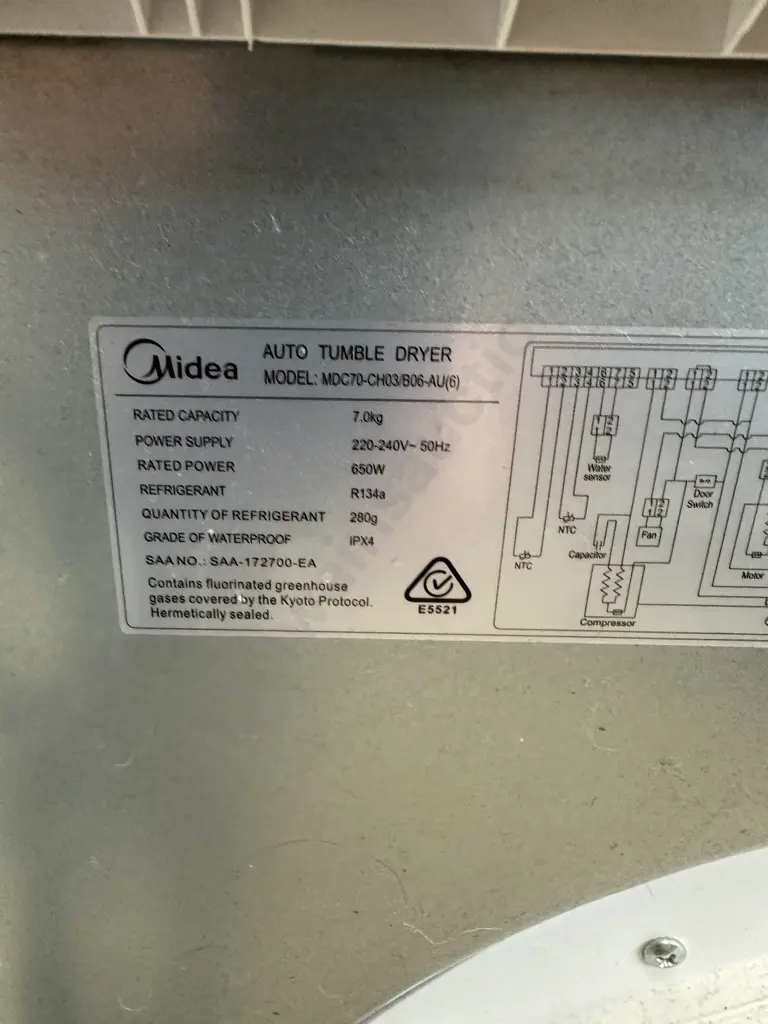 Midea
AUTO TUMBLE DRYER
MODEL: MDC70-CH03/B06-AU(6)
RATED CAPACITY 7.0kg
POWER SUPPLY 220-240V~ 50Hz
RATED POWER 650W
REFRIGERANT R134a
QUANTITY OF REFRIGERANT 280g
GRADE OF WATERPROOF IPX4
SAA NO.: SAA-172700-EA
Contains fluorinated greenhouse
gases covered by the Kyoto Protocol.
Hermetically sealed.
E5521
Water
sensor
Door
Switch
NTC
Fan
Capacitor
NTC
Motor
Compressor